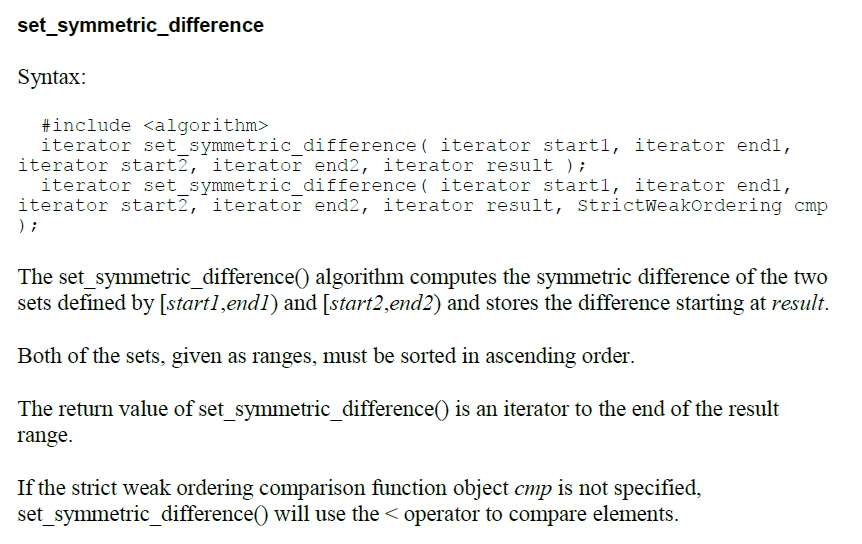 set_symmetric_difference
Syntax:
#include <algorithm>
iterator set_symmetric_difference( iterator start1, iterator end1,
iterator start2, iterator end2, iterator result );
iterator set_symmetric_difference( iterator start1, iterator end1,
iterator start2, iterator end2, iterator result, StrictWeakOrdering cmp
);
The set_symmetric_difference() algorithm computes the symmetric difference of the two
sets defined by [start1,end1) and [start2,end2) and stores the difference starting at result.
Both of the sets, given as ranges, must be sorted in ascending order.
The return value of set_symmetric_difference() is an iterator to the end of the result
range.
If the strict weak ordering comparison function object cmp is not specified,
set_symmetric_difference() will use the < operator to compare elements.